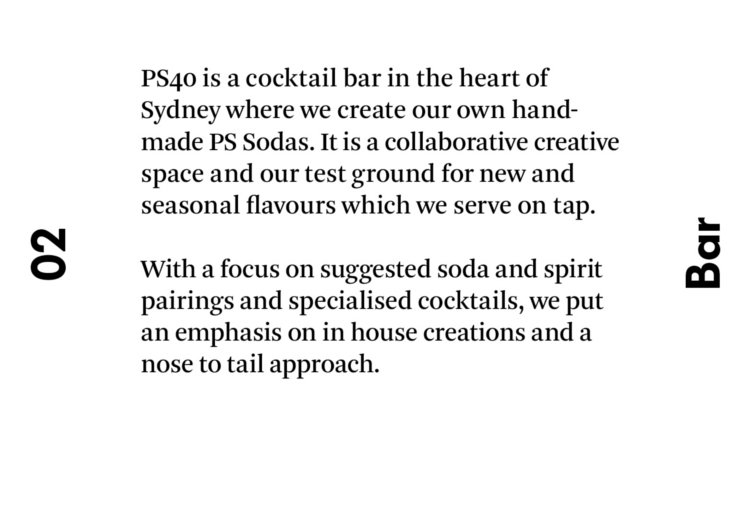 02
PS40 is a cocktail bar in the heart of
Sydney where we create our own hand-
made PS Sodas. It is a collaborative creative
space and our test ground for new and
seasonal flavours which we serve on tap.
With a focus on suggested soda and spirit
pairings and specialised cocktails, we put
an emphasis on in house creations and a
nose to tail approach.
Bar